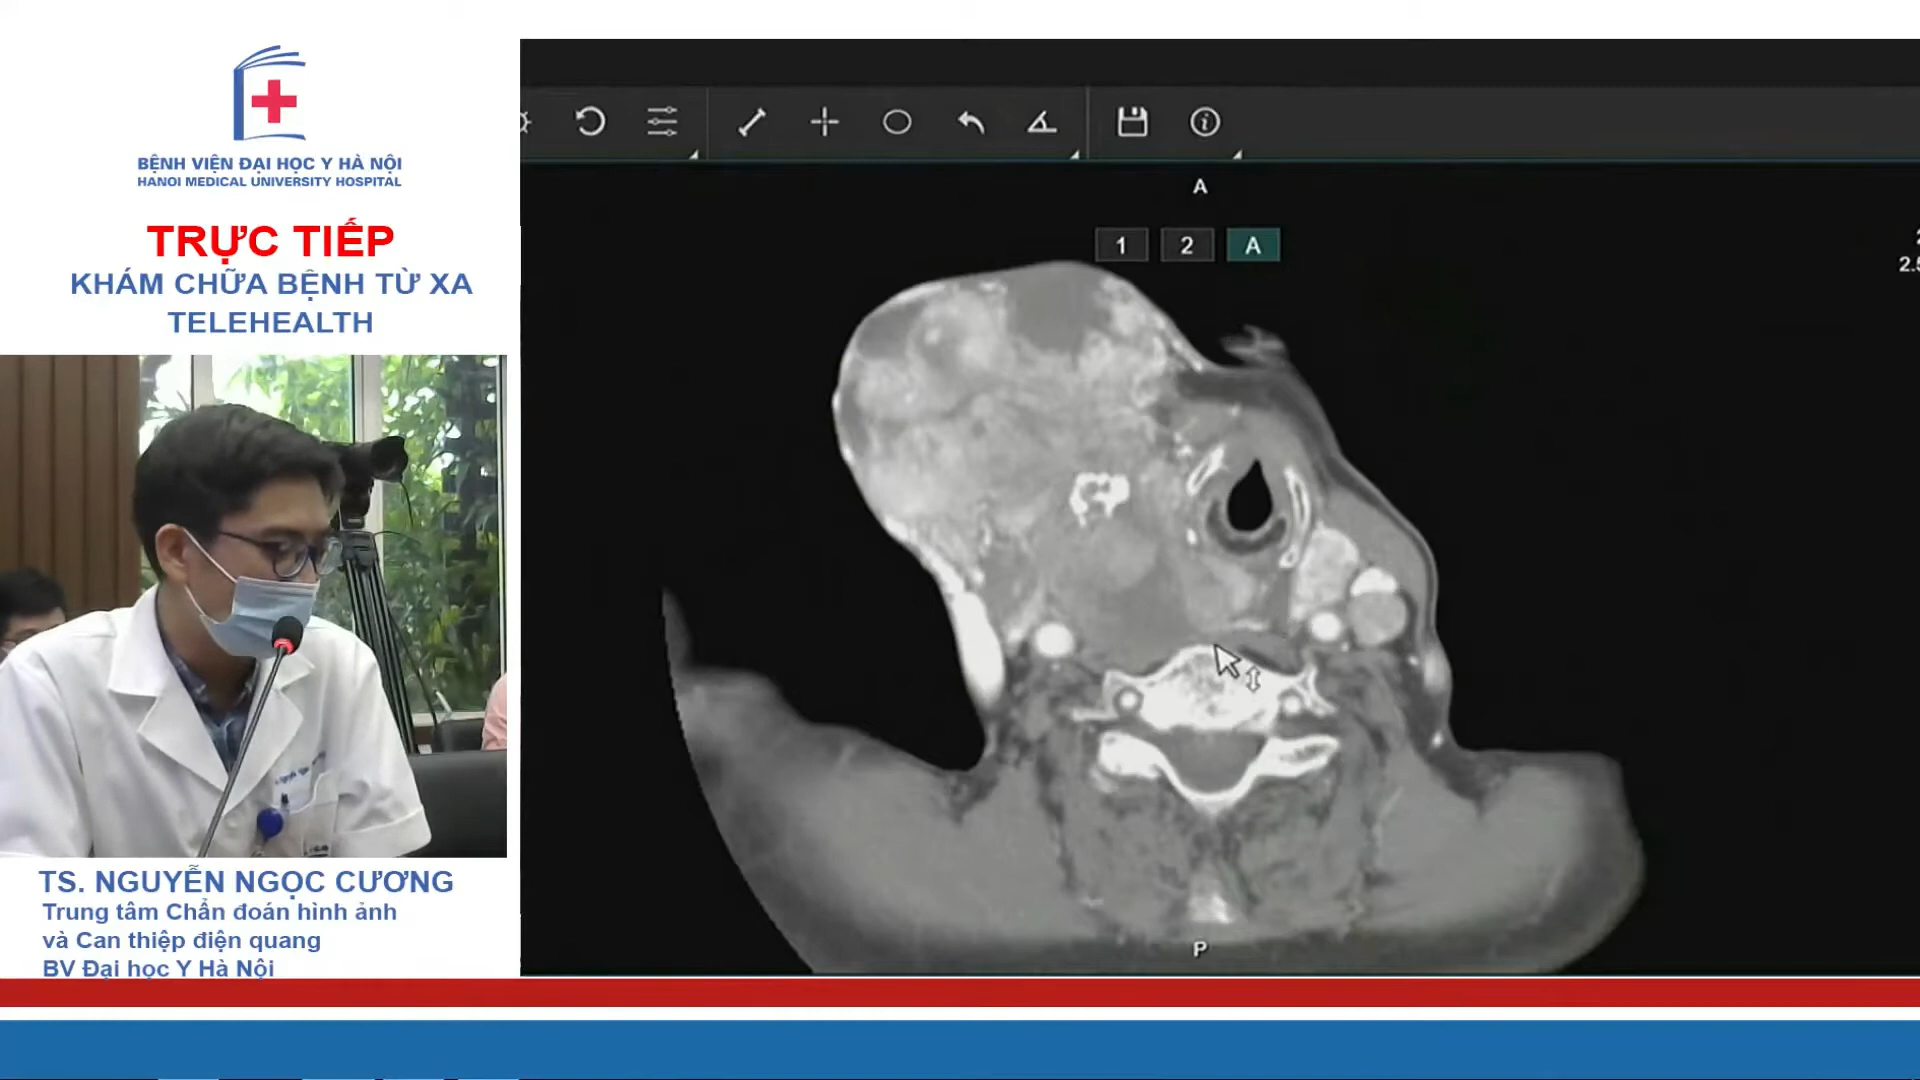 BỆNH VIỆN ĐẠI HỌC Y HÀ NỘI
HANOI MEDICAL UNIVERSITY HOSPITAL
TRỰC TIẾP
KHÁM CHỮA BỆNH TỪ XA
TELEHEALTH
A
1 2 A
P
TS. NGUYỄN NGỌC CƯƠNG
Trung tâm Chẩn đoán hình ảnh
và Can thiệp điện quang
BV Đại học Y Hà Nội